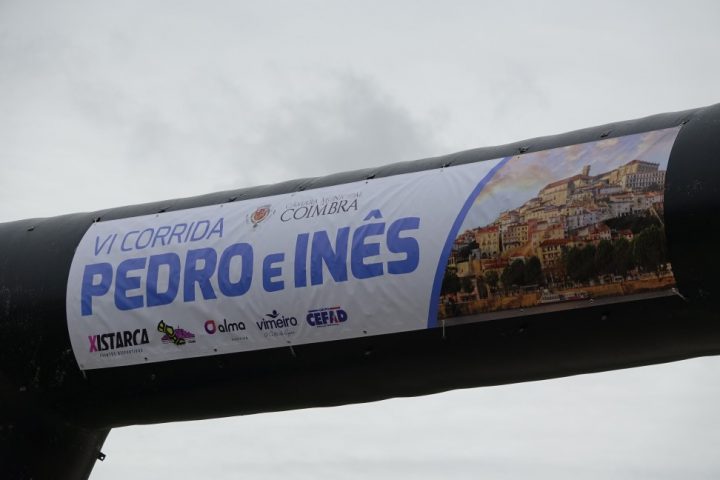 VI CORRIDA
CÂMARA MUNICIPAL
COIMBRA
PEDRO E INÊS
XISTARCA
alma
vimeiro
CEFAD